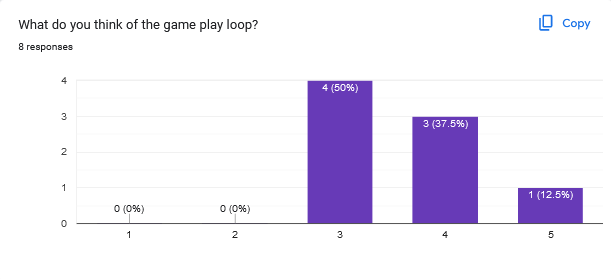 What do you think of the game play loop?
Copy
8 responses
4
3
2
1
0
0 (0%)
0 (0%)
4 (50%)
3 (37.5%)
1 (12.5%)
1 2 3 4 5